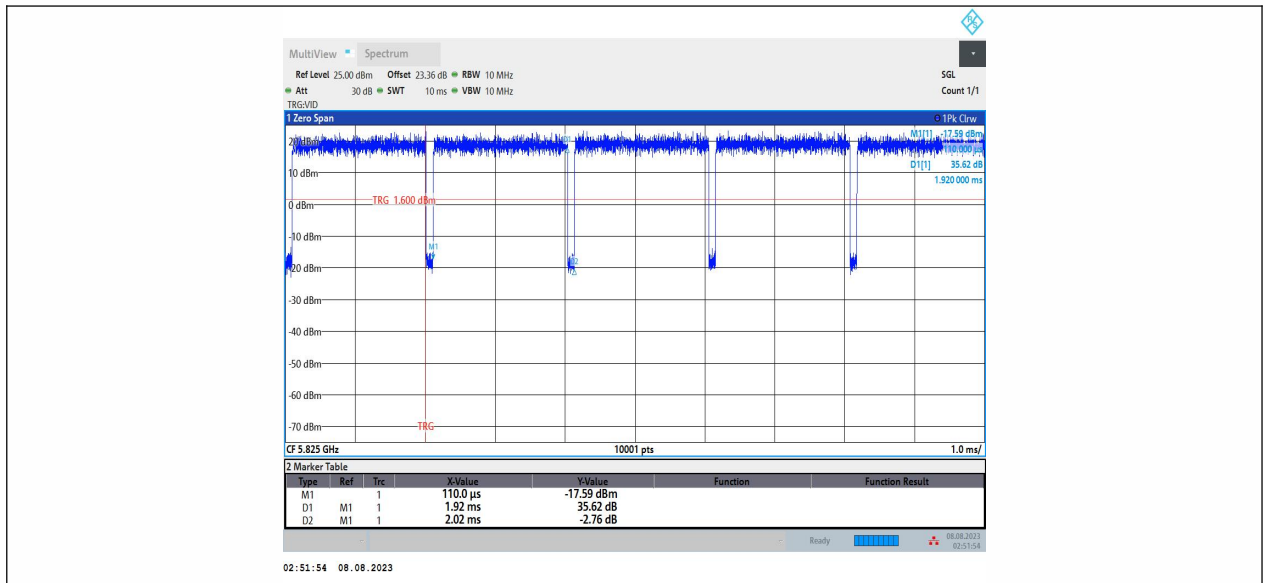 R S
MultiView Spectrum
Ref Level 25.00 dBm Offset 23.36 dB RBW 10 MHz SGL
Att 30 dB SWT 10 ms VBW 10 MHz Count 1/1
TRG:VID
1 Zero Span 1Pk Clrw
M1[1] -17.59 dBm
20 dBm 110.000 µs
D1
D1[1] 35.62 dB
10 dBm
1.920 000 ms
TRG 1.600 dBm
0 dBm
-10 dBm
M1
D2
-20 dBm
-30 dBm
-40 dBm
-50 dBm
-60 dBm
-70 dBm TRG
CF 5.825 GHz 10001 pts 1.0 ms/
2 Marker Table
Type Ref Trc X-Value Y-Value Function Function Result
M1 1 110.0 µs -17.59 dBm
D1 M1 1 1.92 ms 35.62 dB
D2 M1 1 2.02 ms -2.76 dB
Ready 08.08.2023
02:51:54
02:51:54 08.08.2023